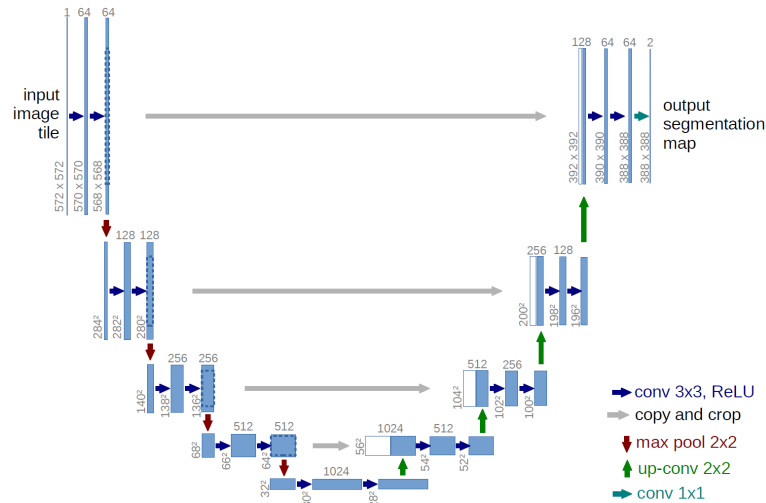 1 64 64
128 64 64 2
input
image
tile
output
segmentation
map
572 x 572
570 x 570
568 x 568
392 x 392
390 x 390
388 x 388
388 x 388
128 128
256 128
284²
282²
280²
200²
198²
196²
256 256
512 256
140²
138²
136²
104²
102²
100²
512 512
1024 512
68²
66²
64²
56²
54²
52²
1024
32²
conv 3x3, ReLU
copy and crop
max pool 2x2
up-conv 2x2
conv 1x1